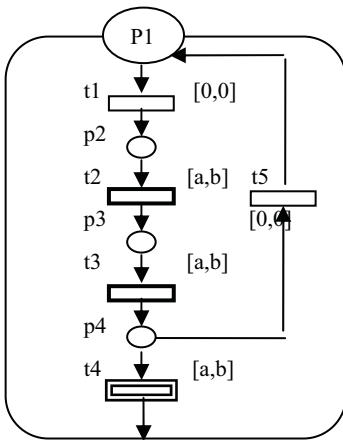 P1
t1 [0,0]
p2
t2 [a,b] t5
p3 [0,0]
t3 [a,b]
p4
t4 [a,b]